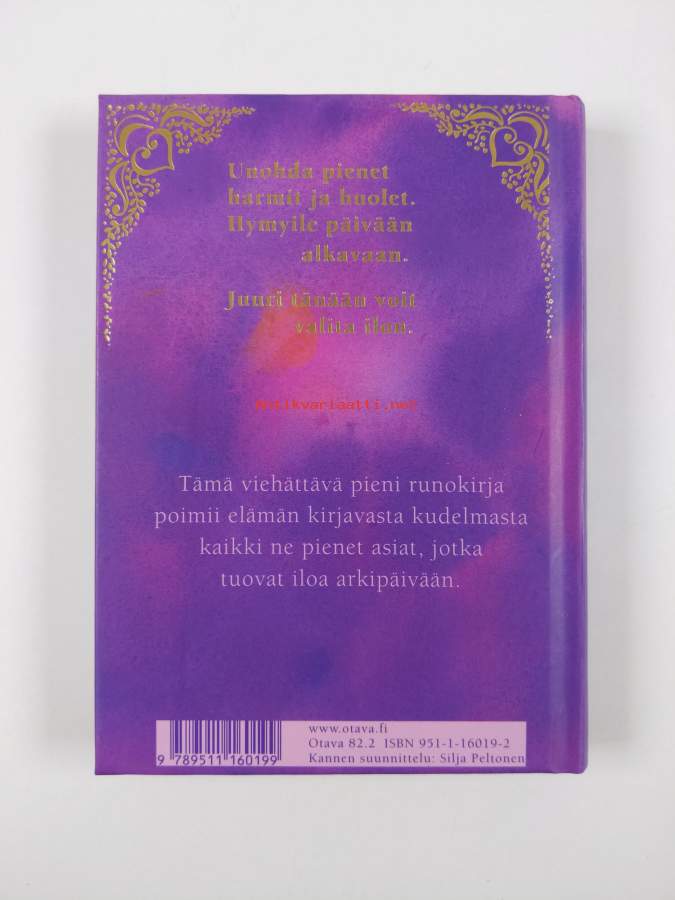 Unohda pienet
harmit ja huolet.
Hymyile päivään
alkavaan.
Juuri tänään voit
valita ilon.
Antikvariaatti.net
Tämä viehättävä pieni runokirja
poimii elämän kirjavasta kudelmasta
kaikki ne pienet asiat, jotka
tuovat iloa arkipäivään.
www.otava.fi
Otava 82.2 ISBN 951-1-16019-2
Kannen suunnittelu: Silja Peltonen
9 789511 160199